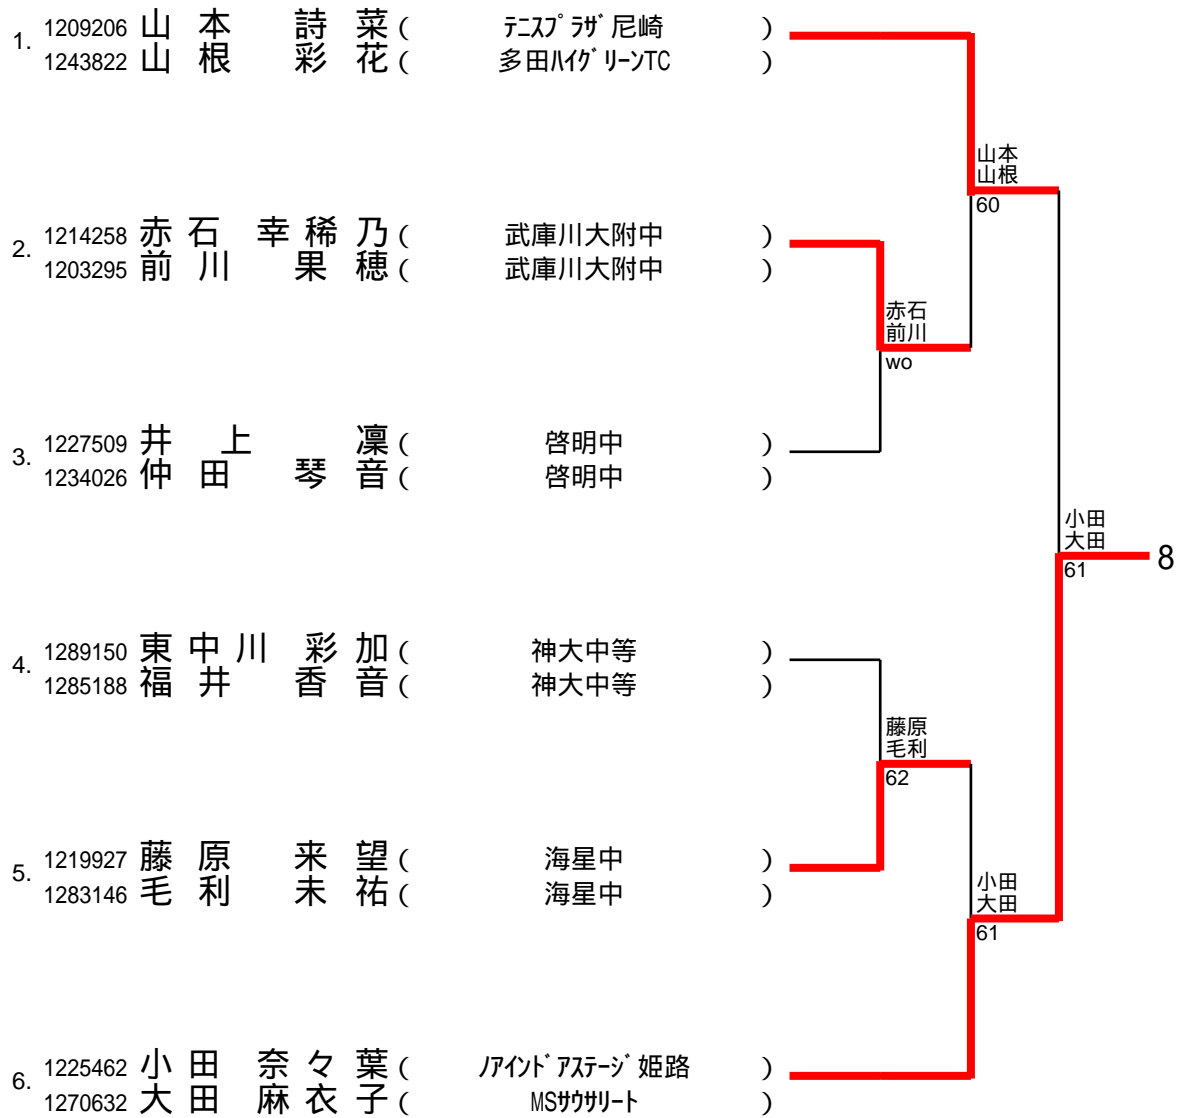 1. 1209206 山本 詩菜 ( テニスプラザ尼崎 )
1243822 山根 彩花 ( 多田ハイグリーンTC )
山本
山根
60
2. 1214258 赤石 幸稀乃 ( 武庫川大附中 )
1203295 前川 果穂 ( 武庫川大附中 )
赤石
前川
wo
3. 1227509 井上 凜 ( 啓明中 )
1234026 仲田 琴音 ( 啓明中 )
小田
大田
61
8
4. 1289150 東中川 彩加 ( 神大中等 )
1285188 福井 香音 ( 神大中等 )
藤原
毛利
62
5. 1219927 藤原 来望 ( 海星中 )
1283146 毛利 未祐 ( 海星中 )
小田
大田
61
6. 1225462 小田 奈々葉 ( ノアインドアステージ姫路 )
1270632 大田 麻衣子 ( MSサウサリート )